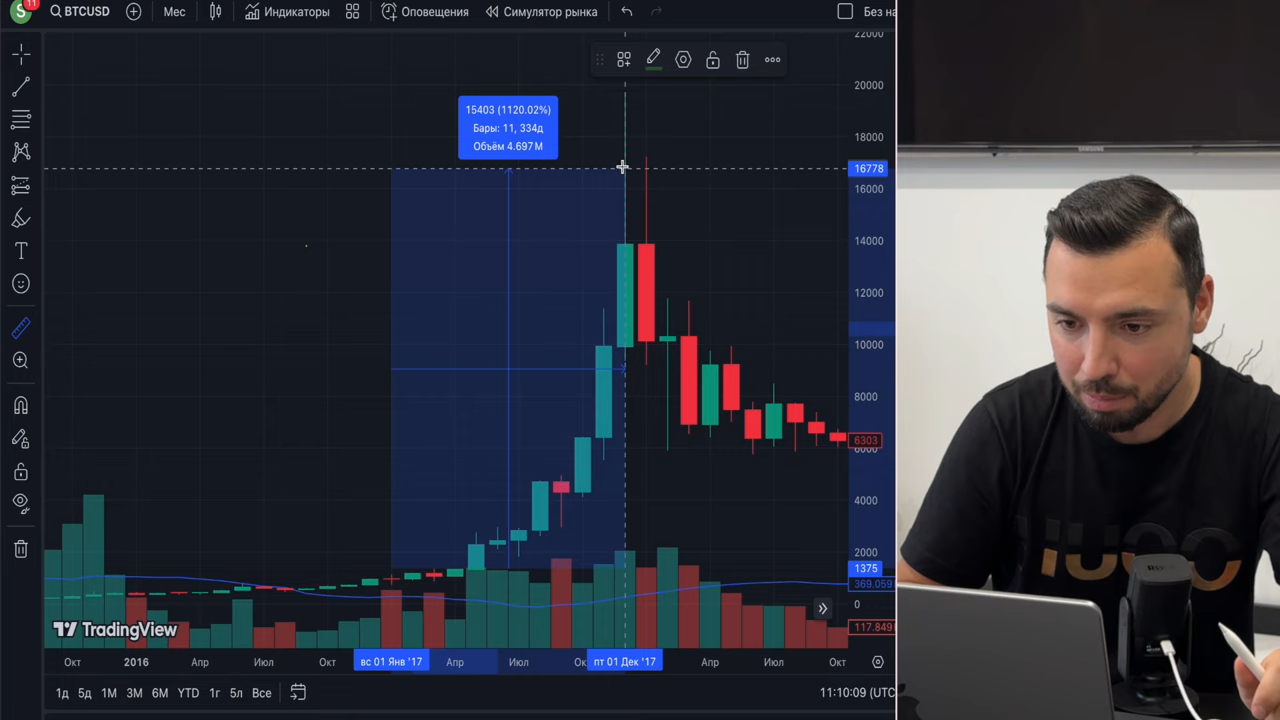 S
11
BTCUSD
Мес
Индикаторы
Оповещения
Симулятор рынка
Без на
22000
20000
18000
16778
16000
14000
12000
10000
8000
6303
6000
4000
2000
1375
369.059
0
117.849
15403 (1120.02%)
Бары: 11, 334д
Объём 4.697 M
TradingView
Окт
2016
Апр
Июл
Окт
вс 01 Янв '17
Апр
Июл
Ок
пт 01 Дек '17
Апр
Июл
Окт
1д
5д
1М
3М
6М
YTD
1г
5л
Все
11:10:09 (UTC
SAMSUNG